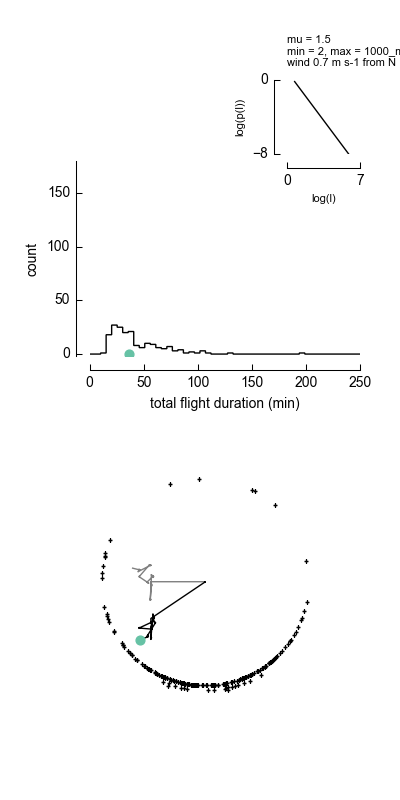 mu = 1.5
min = 2, max = 1000_m
wind 0.7 m s-1 from N
0
log(p(l))
−8
0 7
log(l)
150
100
count
50
0
0 50 100 150 200 250
total flight duration (min)